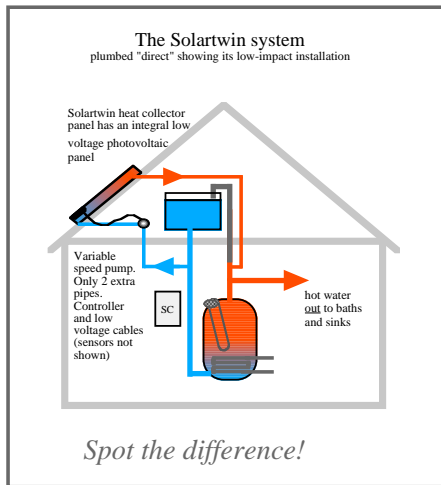 The Solartwin system
plumbed "direct" showing its low-impact installation
Solartwin heat collector
panel has an integral low
voltage photovoltaic
panel
Variable
speed pump.
Only 2 extra
pipes.
Controller
and low
voltage cables
(sensors not
shown)
SC
hot water
out to baths
and sinks
Spot the difference!